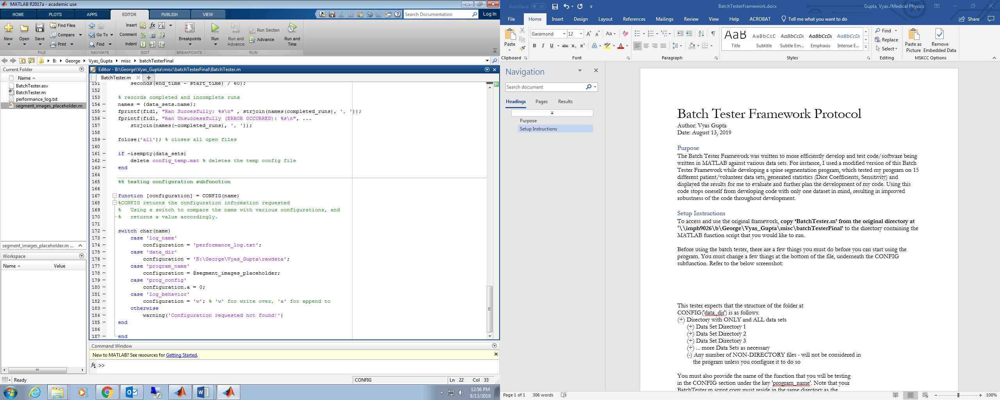 MATLAB R2017a - academic use
HOME PLOTS APPS EDITOR PUBLISH VIEW
Search Documentation
Log In
New
Open
Save
Find Files
Compare
Print
FILE
Go To
Find
NAVIGATE
Insert
Comment
Indent
EDIT
Breakpoints
BREAKPOINTS
Run
Run and Advance
Run Section
Advance
Run and Time
RUN
B: George Vyas_Gupta misc batchTesterFinal
Current Folder
Name
BatchTester.asv
BatchTester.m
performance_log.txt
segment_images_placeholder.m
segment_images_placeholder.m ...
Workspace
Name Value
Editor - B:\George\Vyas_Gupta\misc\batchTesterFinal\BatchTester.m
BatchTester.m
151 seconds(end_time - start_time) / 60);
152
153 % records completed and incomplete runs
154 names = {data_sets.name};
155 fprintf(fid1, "Ran Succesfully: %s\n" , strjoin(names(completed_runs), ', '));
156 fprintf(fid1, "Ran Unsuccessfully (ERROR OCCURRED): %s\n", ...
157 strjoin(names(~completed_runs), ', '));
158
159 fclose('all'); % closes all open files
160
161 if ~isempty(data_sets)
162 delete config_temp.mat % deletes the temp config file
163 end
164
165 %% testing configuration subfunction
166
167 function [configuration] = CONFIG(name)
168 %CONFIG returns the configuration information requested
169 % Using a switch to compare the name with various configurations, and
170 % returns a value accordingly.
171
172 switch char(name)
173 case 'log_name'
174 configuration = 'performance_log.txt';
175 case 'data_dir'
176 configuration = 'B:\George\Vyas_Gupta\rawdata';
177 case 'program_name'
178 configuration = @segment_images_placeholder;
179 case 'prog_config'
180 configuration.a = 0;
181 case 'log_behavior'
182 configuration = 'w'; % 'w' for write over, 'a' for append to
183 otherwise
184 warning('Configuration requested not found!')
185 end
186
187 end
Command Window
New to MATLAB? See resources for Getting Started.
fx >>
Ready
CONFIG
Ln 22 Col 33
12:56 PM
8/13/2019
AutoSave Off
BatchTesterFramework.docx
Gupta, Vyas./Medical Physics
File Home Insert Design Layout References Mailings Review View Help ACROBAT Tell me what you want to do
Share
Paste
Clipboard
Garamond 12
Font
Paragraph
AaB AaBbCcD AaBbCcDc AaBbCcDc AaBbCcDc
Title Subtitle Subtle Em... Emphasis Intense E...
Styles
Find
Replace
Select
Editing
Paste as Picture
Remove Embedded Data
MSKCC Options
Navigation
Search document
Headings Pages Results
Purpose
Setup Instructions
Batch Tester Framework Protocol
Author: Vyas Gupta
Date: August 13, 2019
Purpose
The Batch Tester Framework was written to more efficiently develop and test code/software being
written in MATLAB against various data sets. For instance, I used a modified version of this Batch
Tester Framework while developing a spine segmentation program, which tested my program on 15
different patient/volunteer data sets, generated statistics (Dice Coefficients, Sensitivity) and
displayed the results for me to evaluate and further plan the development of my code. Using this
code stops oneself from developing code with only one dataset in mind, resulting in improved
robustness of the code throughout development.
Setup Instructions
To access and use the original framework, copy ‘BatchTester.m’ from the original directory at
'\\imph9026\b\George\Vyas_Gupta\misc\batchTesterFinal’ to the directory containing the
MATLAB function script that you would like to run.
Before using the batch tester, there are a few things you must do before you can start using the
program. You must change a few things at the bottom of the file, underneath the CONFIG
subfunction. Refer to the below screenshot:
This tester expects that the structure of the folder at
CONFIG('data_dir') is as follows:
(+) Directory with ONLY and ALL data sets
(+) Data Set Directory 1
(+) Data Set Directory 2
(+) Data Set Directory 3
(+) ... more Data Sets as necessary
(-) Any number of NON-DIRECTORY files - will not be considered in
the program unless you configure it to do so
You must also provide the name of the function that you will be testing
in the CONFIG section under the key 'program_name'. Note that your
BatchTester.m script copy must reside in the same directory as the
Page 1 of 1 306 words
100%